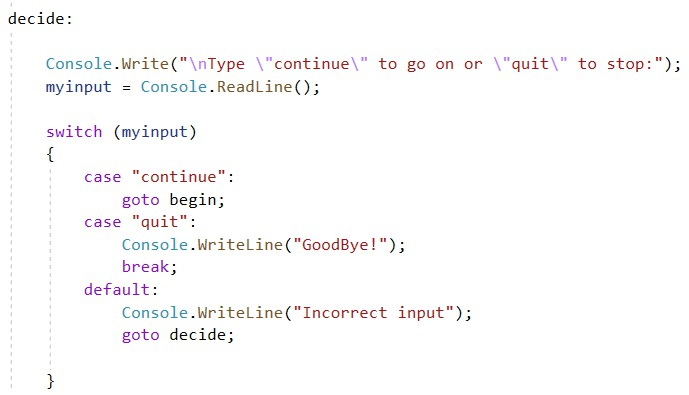 decide:
Console.Write("\nType \"continue\" to go on or \"quit\" to stop:");
myinput = Console.ReadLine();
switch (myinput)
{
case "continue":
goto begin;
case "quit":
Console.WriteLine("GoodBye!");
break;
default:
Console.WriteLine("Incorrect input");
goto decide;
}